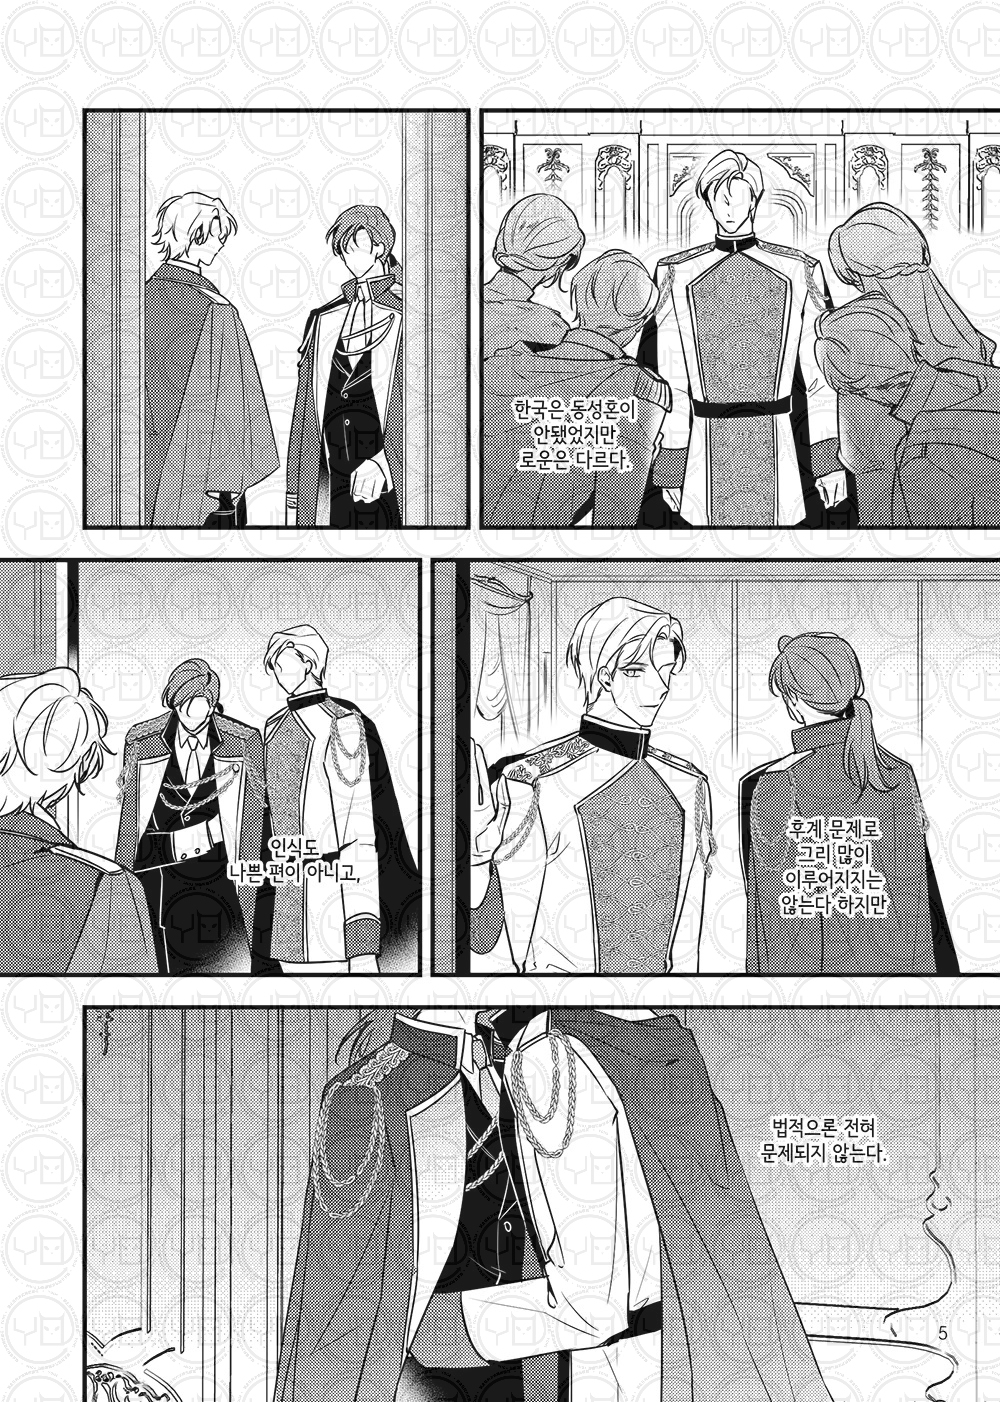 한국은 동성혼이
안됐었지만
로운은 다르다.
후계 문제로
그리 많이
이루어지지는
않는다 하지만
인식도
나쁜 편이 아니고,
법적으론 전혀
문제되지 않는다.
5